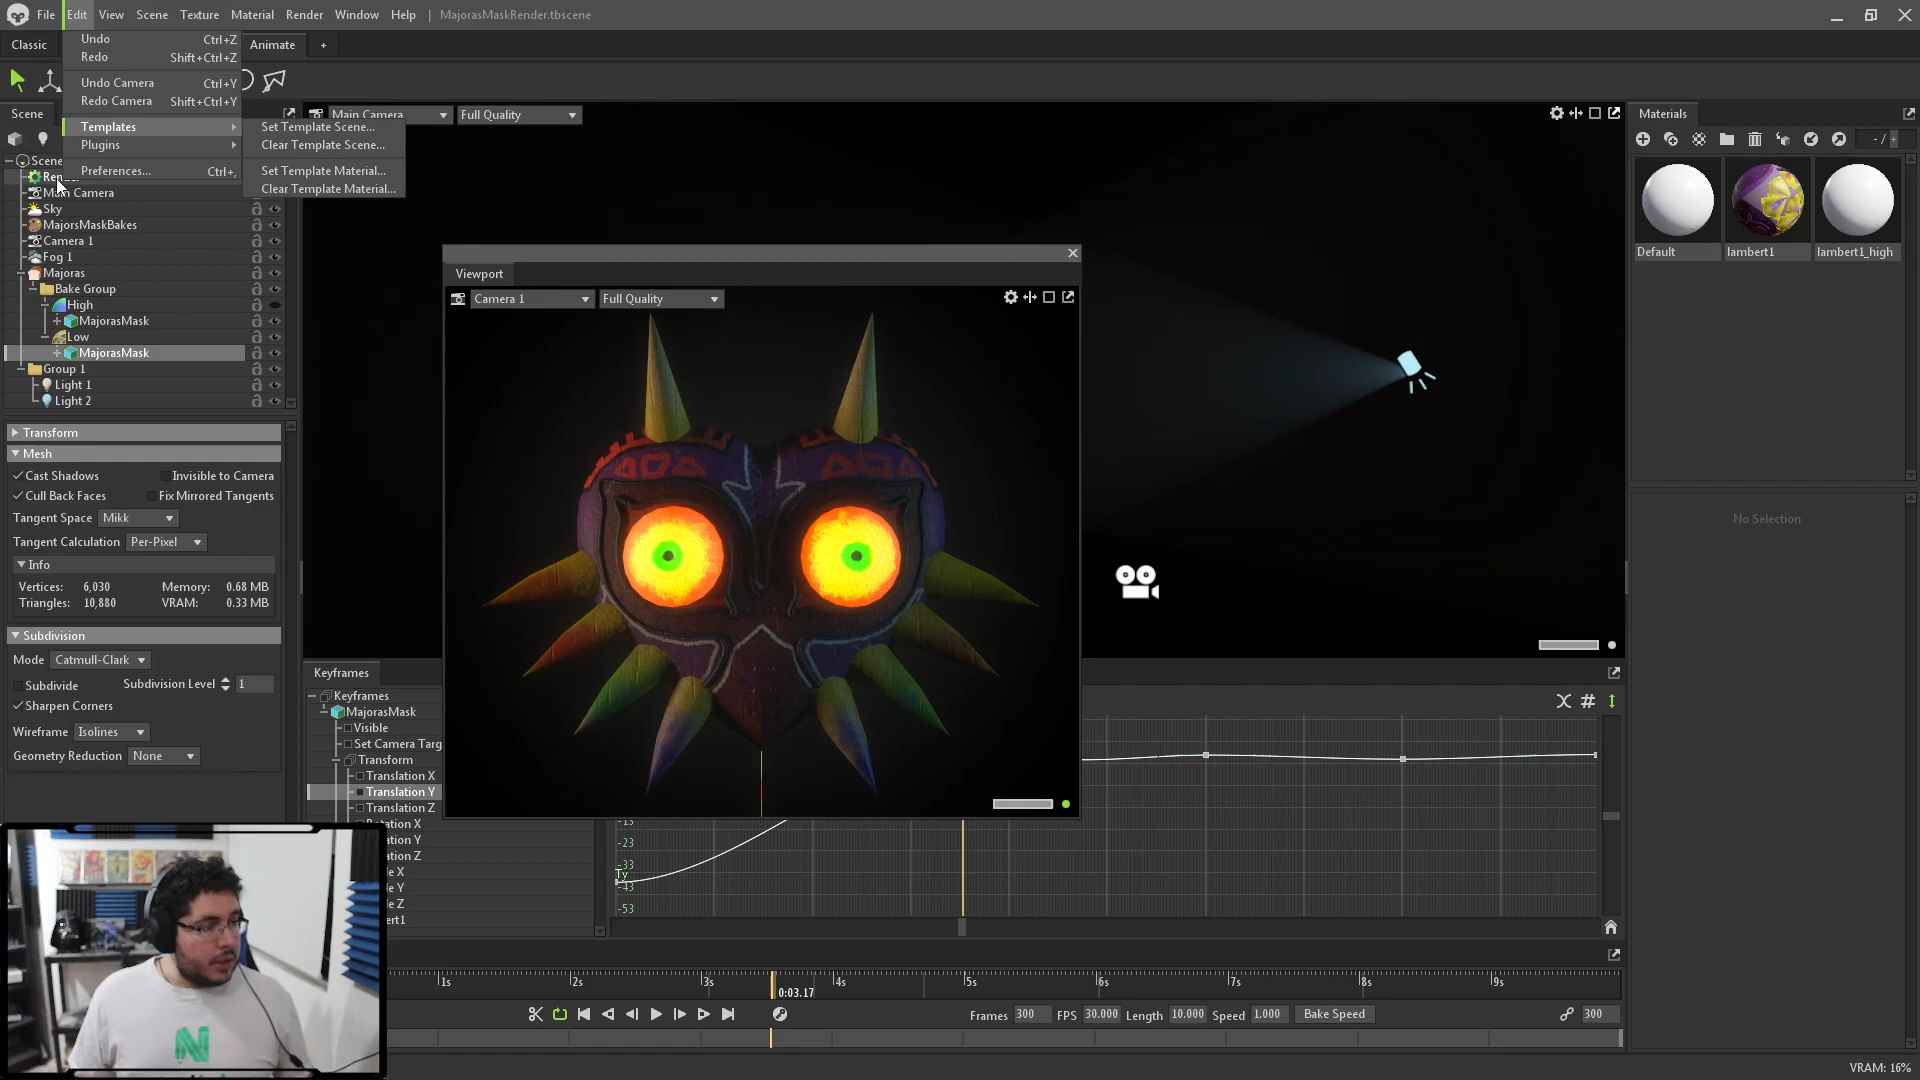 File Edit View Scene Texture Material Render Window Help | MajorasMaskRender.tbscene
Classic Animate +
Undo Ctrl+Z
Redo Shift+Ctrl+Z
Undo Camera Ctrl+Y
Redo Camera Shift+Ctrl+Y
Templates
Plugins
Preferences... Ctrl+,
Set Template Scene...
Clear Template Scene...
Set Template Material...
Clear Template Material...
Scene
Scene
Main Camera
Sky
MajorsMaskBakes
Camera 1
Fog 1
Majoras
Bake Group
High
MajorasMask
Low
MajorasMask
Group 1
Light 1
Light 2
Transform
Mesh
Cast Shadows Invisible to Camera
Cull Back Faces Fix Mirrored Tangents
Tangent Space Mikk
Tangent Calculation Per-Pixel
Info
Vertices: 6,030 Memory: 0.68 MB
Triangles: 10,880 VRAM: 0.33 MB
Subdivision
Mode Catmull-Clark
Subdivide Subdivision Level 1
Sharpen Corners
Wireframe Isolines
Geometry Reduction None
Main Camera Full Quality
Viewport
Camera 1 Full Quality
Materials
- / +
Default lambert1 lambert1_high
No Selection
Keyframes
Keyframes
MajorasMask
Visible
Set Camera Targ
Transform
Translation X
Translation Y
Translation Z
-13
-23
-33
Ty
-43
-53
1s 2s 3s 4s 5s 6s 7s 8s 9s
0:03.17
Frames 300 FPS 30.000 Length 10.000 Speed 1.000 Bake Speed 300
N
VRAM: 16%